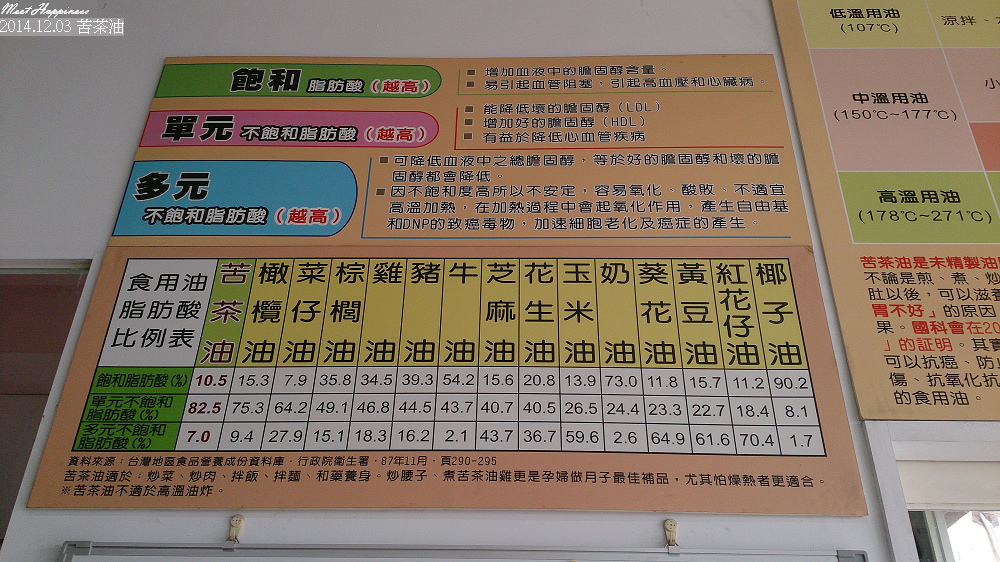 Meet Happiness
2014.12.03 苦茶油
飽和 脂肪酸（越高）
■ 增加血液中的膽固醇含量。
■ 易引起血管阻塞，引起高血壓和心臟病。
單元 不飽和脂肪酸（越高）
■ 能降低壞的膽固醇（LDL）
■ 增加好的膽固醇（HDL）
■ 有益於降低心血管疾病
多元
不飽和脂肪酸（越高）
■ 可降低血液中之總膽固醇，等於好的膽固醇和壞的膽
固醇都會降低。
■ 因不飽和度高所以不安定，容易氧化、酸敗、不適宜
高溫加熱，在加熱過程中會起氧化作用，產生自由基
和DNP的致癌毒物，加速細胞老化及癌症的產生。
食用油脂肪酸比例表 苦茶油 橄欖油 菜仔油 棕櫚油 雞油 豬油 牛油 芝麻油 花生油 玉米油 奶油 葵花油 黃豆油 紅花仔油 椰子油
飽和脂肪酸(%) 10.5 15.3 7.9 35.8 34.5 39.3 54.2 15.6 20.8 13.9 73.0 11.8 15.7 11.2 90.2
單元不飽和脂肪酸(%) 82.5 75.3 64.2 49.1 46.8 44.5 43.7 40.7 40.5 26.5 24.4 23.3 22.7 18.4 8.1
多元不飽和脂肪酸(%) 7.0 9.4 27.9 15.1 18.3 16.2 2.1 43.7 36.7 59.6 2.6 64.9 61.6 70.4 1.7
資料來源：台灣地區食品營養成份資料庫．行政院衛生署．87年11月．頁290-295
苦茶油適於：炒菜、炒肉、拌飯、拌麵、和藥養身。炒腰子、煮苦茶油雞更是孕婦做月子最佳補品，尤其怕燥熱者更適合。
※苦茶油不適於高溫油炸。
低溫用油
(107℃)
涼拌、
中溫用油
(150℃~177℃)
小
高溫用油
(178℃~271℃)
苦茶油是未精製油
不論是煎、煮、炒
肚以後，可以滋養
胃不好」的原因
果。國科會在20
」的証明。其實
可以抗癌、防止
傷、抗氧化抗
的食用油。